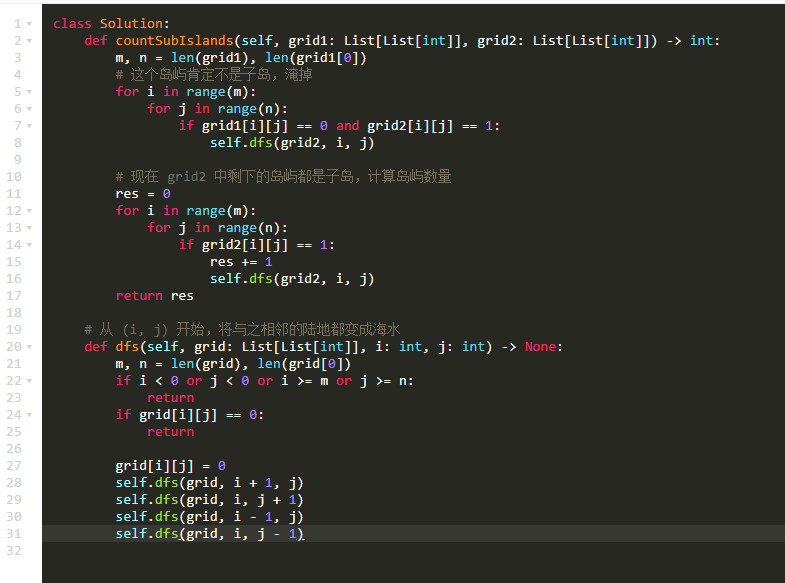 1 class Solution:
2     def countSubIslands(self, grid1: List[List[int]], grid2: List[List[int]]) -> int:
3         m, n = len(grid1), len(grid1[0])
4         # 这个岛屿肯定不是子岛，淹掉
5         for i in range(m):
6             for j in range(n):
7                 if grid1[i][j] == 0 and grid2[i][j] == 1:
8                     self.dfs(grid2, i, j)
9
10         # 现在 grid2 中剩下的岛屿都是子岛，计算岛屿数量
11         res = 0
12         for i in range(m):
13             for j in range(n):
14                 if grid2[i][j] == 1:
15                     res += 1
16                     self.dfs(grid2, i, j)
17         return res
18
19     # 从 (i, j) 开始，将与之相邻的陆地都变成海水
20     def dfs(self, grid: List[List[int]], i: int, j: int) -> None:
21         m, n = len(grid), len(grid[0])
22         if i < 0 or j < 0 or i >= m or j >= n:
23             return
24         if grid[i][j] == 0:
25             return
26
27         grid[i][j] = 0
28         self.dfs(grid, i + 1, j)
29         self.dfs(grid, i, j + 1)
30         self.dfs(grid, i - 1, j)
31         self.dfs(grid, i, j - 1)
32